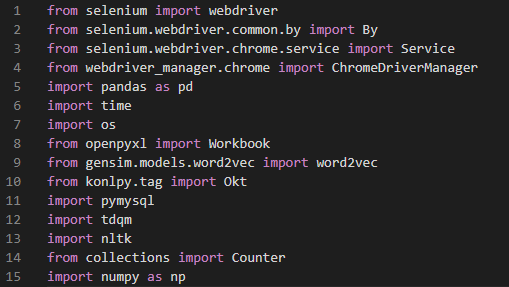 1 from selenium import webdriver
2 from selenium.webdriver.common.by import By
3 from selenium.webdriver.chrome.service import Service
4 from webdriver_manager.chrome import ChromeDriverManager
5 import pandas as pd
6 import time
7 import os
8 from openpyxl import Workbook
9 from gensim.models.word2vec import word2vec
10 from konlpy.tag import Okt
11 import pymysql
12 import tdqm
13 import nltk
14 from collections import Counter
15 import numpy as np